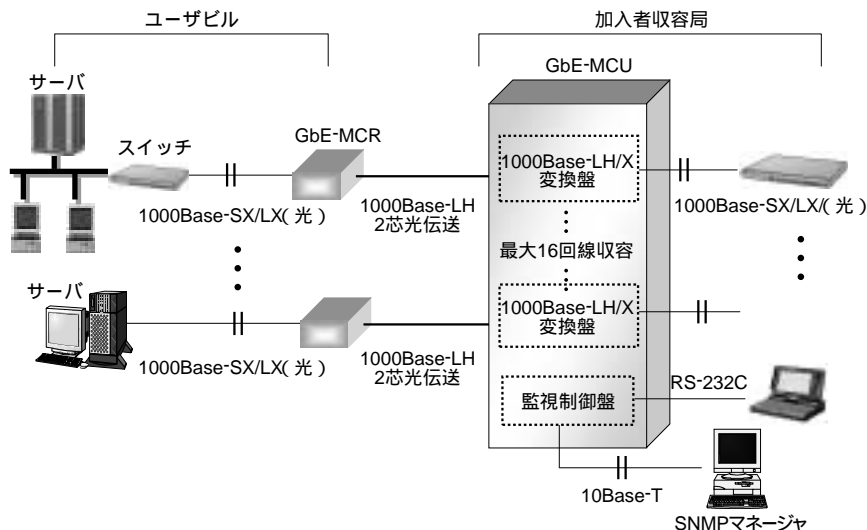 ユーザビル
加入者収容局
GbE-MCU
サーバ
スイッチ
GbE-MCR
1000Base-LH/X
変換盤
1000Base-SX/LX(光)
1000Base-LH
2芯光伝送
1000Base-SX/LX/(光)
最大16回線収容
サーバ
1000Base-LH/X
変換盤
1000Base-SX/LX(光)
1000Base-LH
2芯光伝送
RS-232C
監視制御盤
10Base-T
SNMPマネージャ